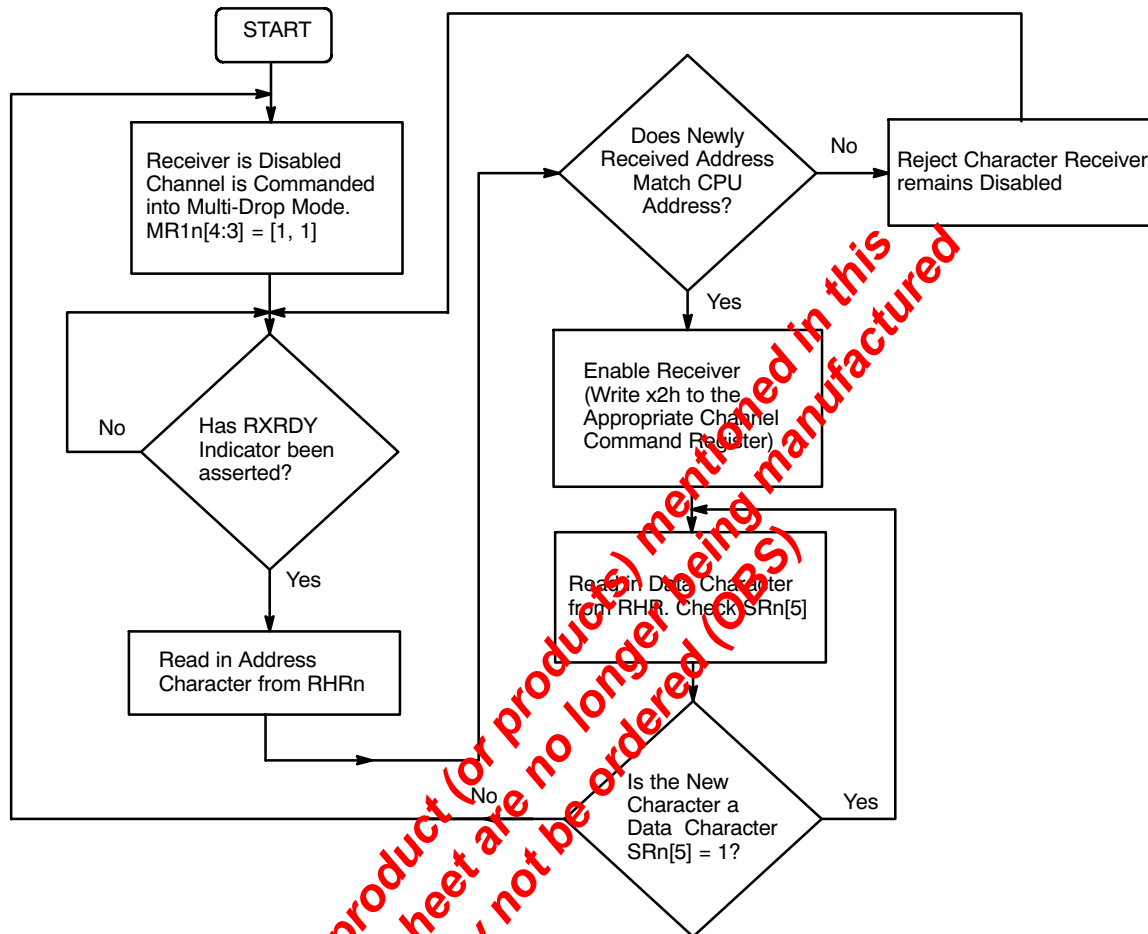 START
Receiver is Disabled
Channel is Commanded
into Multi-Drop Mode.
MR1n[4:3] = [1, 1]
No
Has RXRDY
Indicator been
asserted?
Yes
Read in Address
Character from RHRn
Does Newly
Received Address
Match CPU
Address?
No
Reject Character Receiver
remains Disabled
Yes
Enable Receiver
(Write x2h to the
Appropriate Channel
Command Register)
Read in Data Character
from RHR. Check SRn[5]
Is the New
Character a
Data Character
SRn[5] = 1?
Yes
No
product (or products) mentioned in this
sheet are no longer being manufactured
not be ordered (OBS)